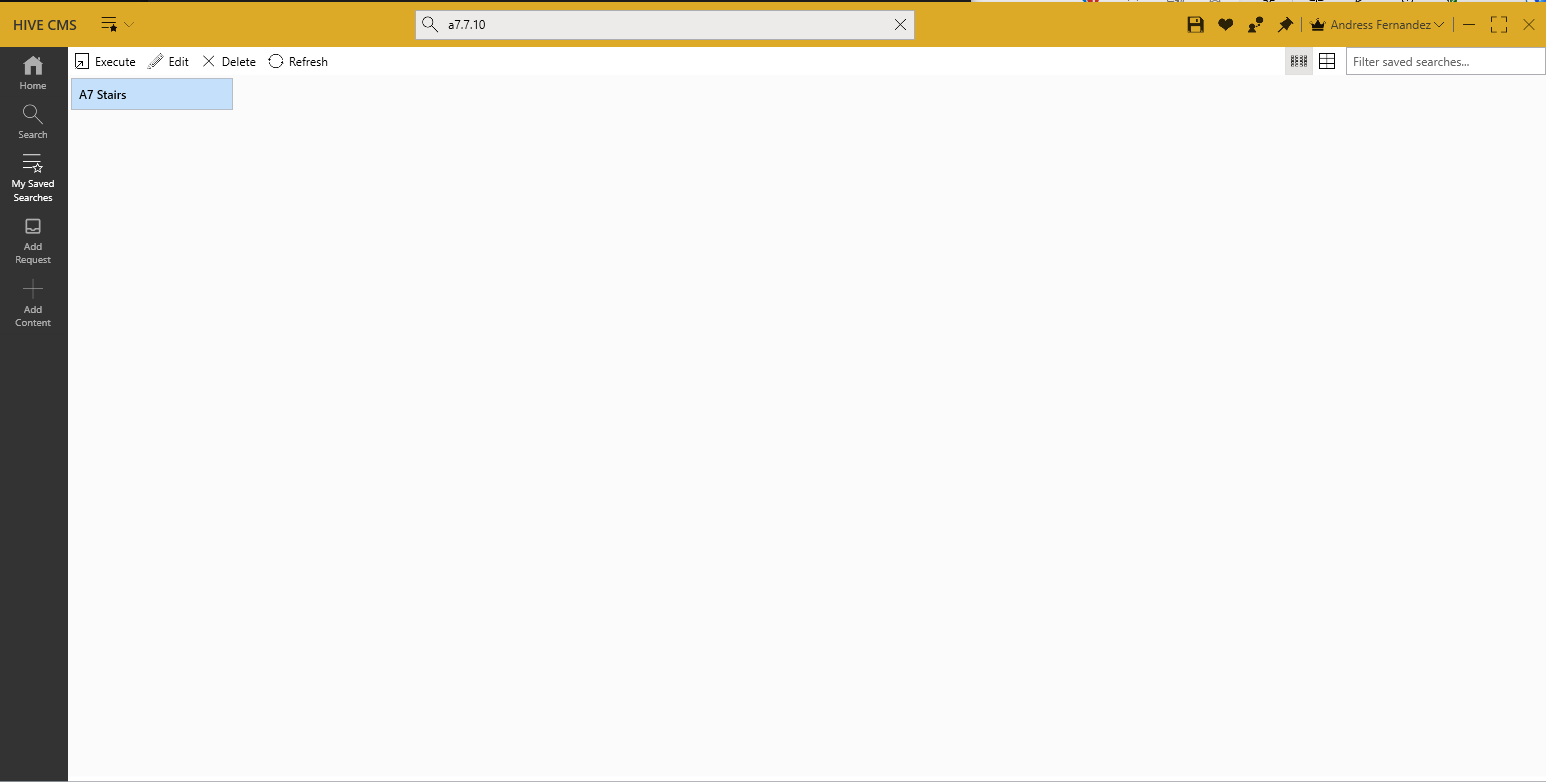 HIVE CMS
a7.7.10
Andress Fernandez
Execute
Edit
Delete
Refresh
Filter saved searches...
Home
Search
My Saved
Searches
Add
Request
Add
Content
A7 Stairs